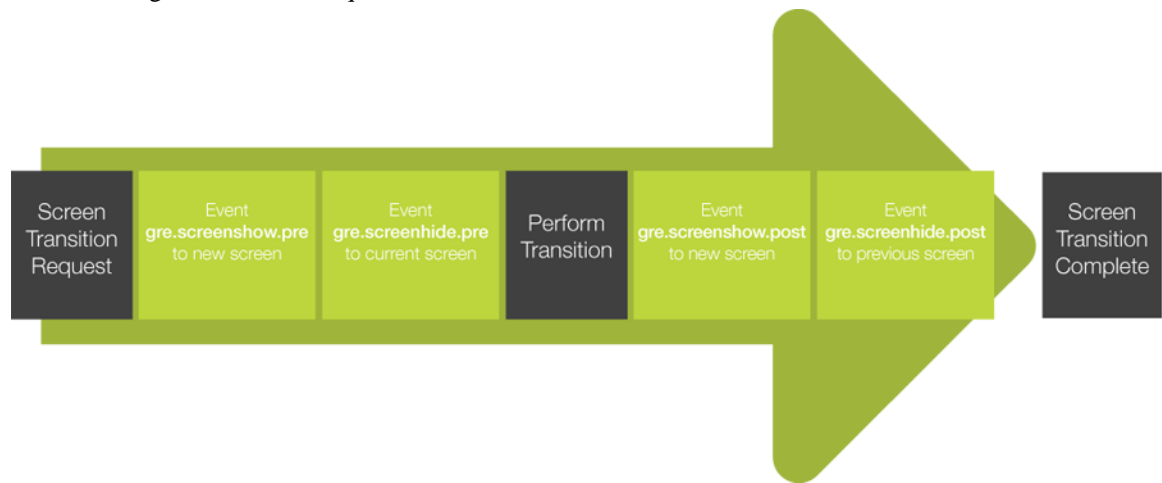 Screen
Transition
Request
Event
gre.screenshow.pre
to new screen
Event
gre.screenhide.pre
to current screen
Perform
Transition
Event
gre.screenshow.post
to new screen
Event
gre.screenhide.post
to previous screen
Screen
Transition
Complete